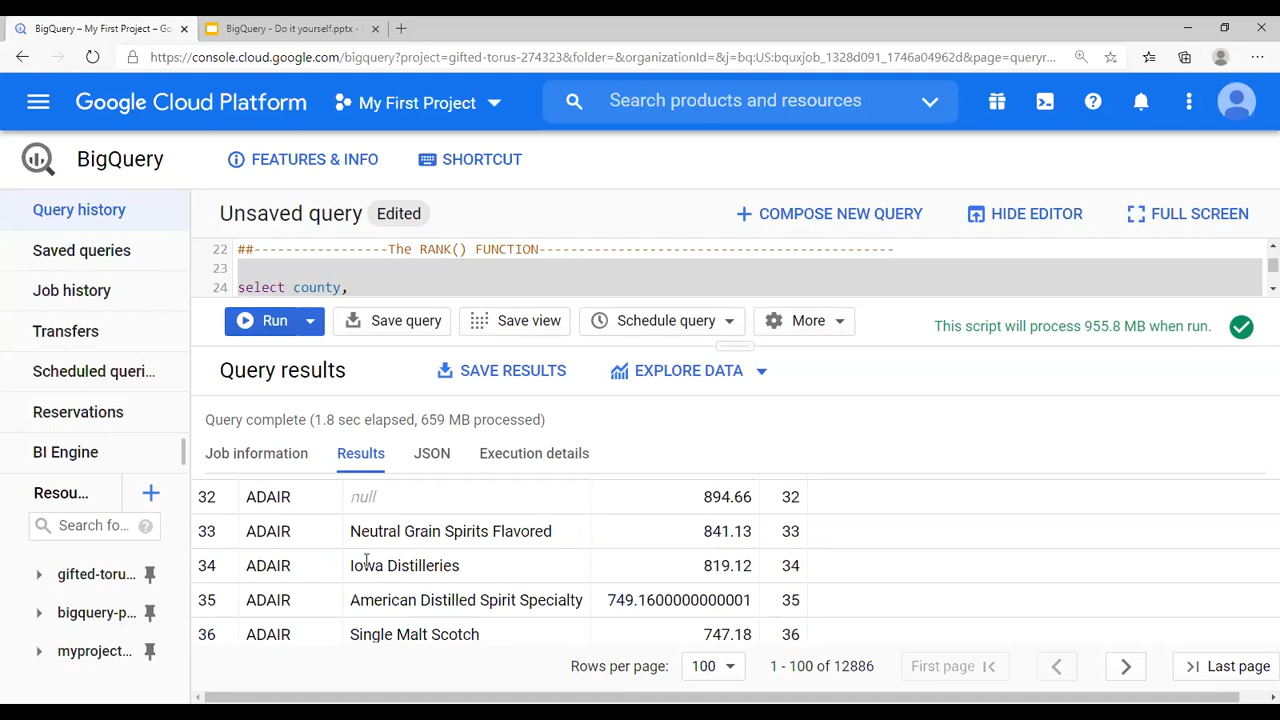 BigQuery – My First Project – Go
BigQuery - Do it yourself.pptx -
https://console.cloud.google.com/bigquery?project=gifted-torus-274323&folder=&organizationId=&j=bq:US:bquxjob_1328d091_1746a04962d&page=queryr...
Google Cloud Platform
My First Project
Search products and resources
BigQuery
FEATURES & INFO
SHORTCUT
Query history
Saved queries
Job history
Transfers
Scheduled queri...
Reservations
BI Engine
Resou...
Search fo...
gifted-toru...
bigquery-p...
myproject...
Unsaved query Edited
COMPOSE NEW QUERY
HIDE EDITOR
FULL SCREEN
22 ##-----------------The RANK() FUNCTION---------------------------------------------
23
24 select county,
Run
Save query
Save view
Schedule query
More
This script will process 955.8 MB when run.
Query results
SAVE RESULTS
EXPLORE DATA
Query complete (1.8 sec elapsed, 659 MB processed)
Job information Results JSON Execution details
32 ADAIR null 894.66 32
33 ADAIR Neutral Grain Spirits Flavored 841.13 33
34 ADAIR Iowa Distilleries 819.12 34
35 ADAIR American Distilled Spirit Specialty 749.1600000000001 35
36 ADAIR Single Malt Scotch 747.18 36
Rows per page: 100 1 - 100 of 12886 First page Last page